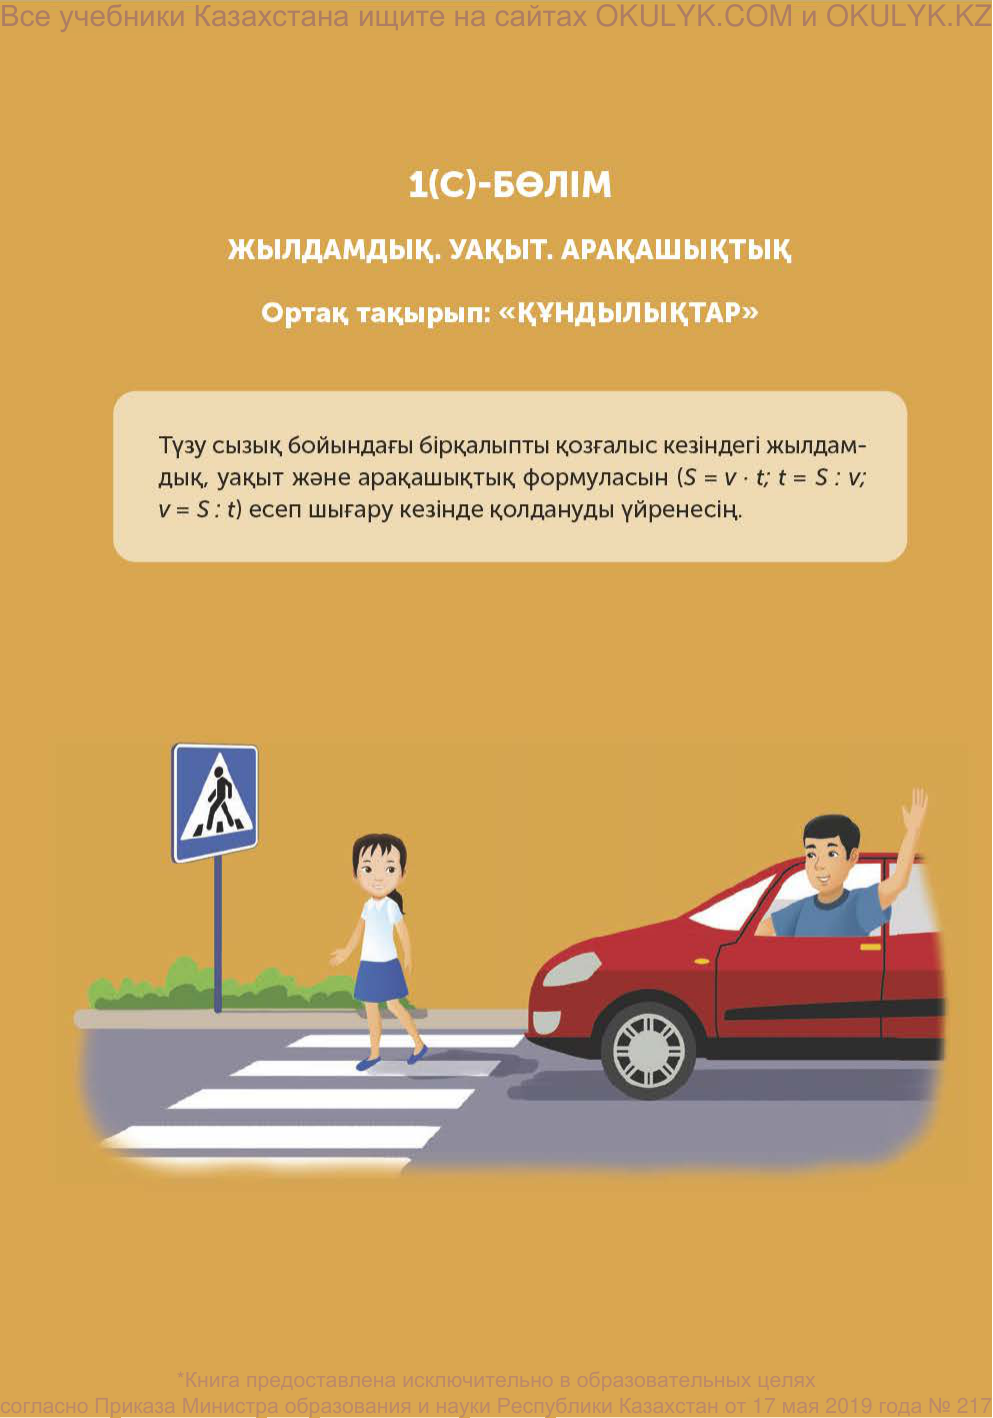 Все учебники Казахстана ищите на сайтах OKULYK.COM и OKULYK.KZ
1(С)-БӨЛІМ
ЖЫЛДАМДЫҚ. УАҚЫТ. АРАҚАШЫҚТЫҚ
Ортақ тақырып: «ҚҰНДЫЛЫҚТАР»
Түзу сызық бойындағы бірқалыпты қозғалыс кезіндегі жылдам-
дық, уақыт және арақашықтық формуласын (S = v · t; t = S : v;
v = S : t) есеп шығару кезінде қолдануды үйренесің.
*Книга предоставлена исключительно в образовательных целях
согласно Приказа Министра образования и науки Республики Казахстан от 17 мая 2019 года № 217